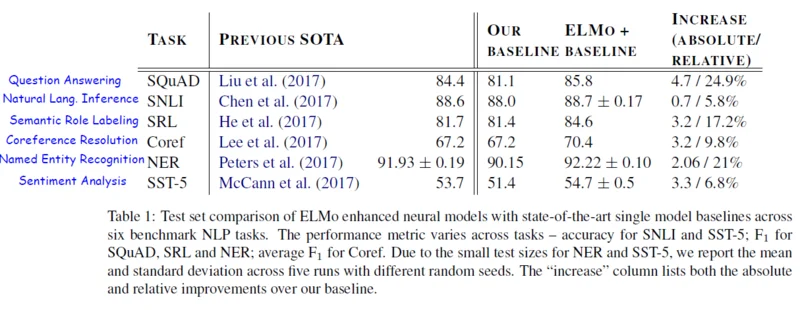 TASK PREVIOUS SOTA OUR BASELINE ELMO + BASELINE INCREASE (ABSOLUTE/ RELATIVE)
Question Answering SQuAD Liu et al. (2017) 84.4 81.1 85.8 4.7 / 24.9%
Natural Lang. Inference SNLI Chen et al. (2017) 88.6 88.0 88.7 ± 0.17 0.7 / 5.8%
Semantic Role Labeling SRL He et al. (2017) 81.7 81.4 84.6 3.2 / 17.2%
Coreference Resolution Coref Lee et al. (2017) 67.2 67.2 70.4 3.2 / 9.8%
Named Entity Recognition NER Peters et al. (2017) 91.93 ± 0.19 90.15 92.22 ± 0.10 2.06 / 21%
Sentiment Analysis SST-5 McCann et al. (2017) 53.7 51.4 54.7 ± 0.5 3.3 / 6.8%
Table 1: Test set comparison of ELMo enhanced neural models with state-of-the-art single model baselines across
six benchmark NLP tasks. The performance metric varies across tasks – accuracy for SNLI and SST-5; F1 for
SQuAD, SRL and NER; average F1 for Coref. Due to the small test sizes for NER and SST-5, we report the mean
and standard deviation across five runs with different random seeds. The “increase” column lists both the absolute
and relative improvements over our baseline.